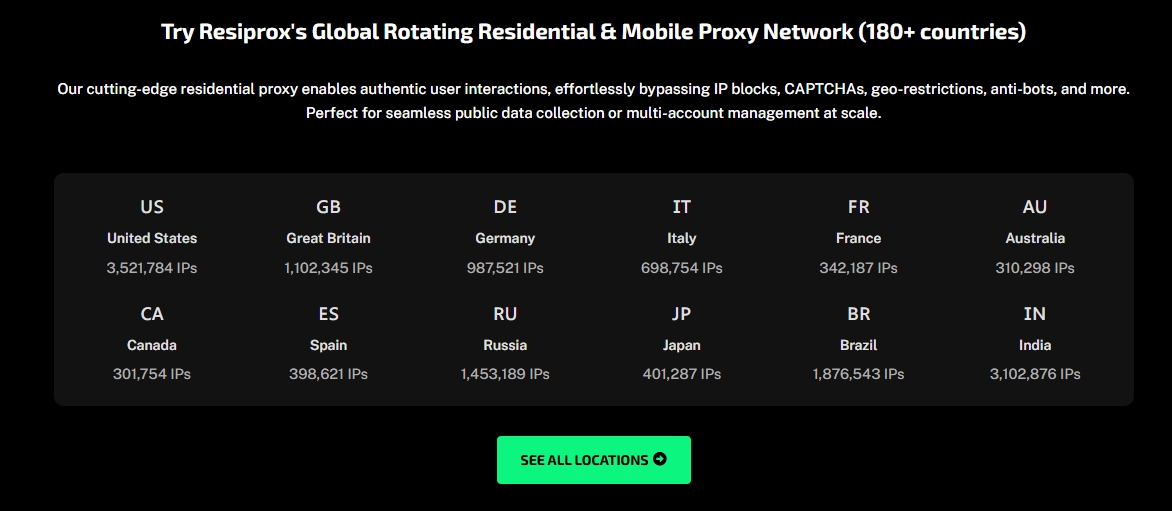 Try Resiprox's Global Rotating Residential & Mobile Proxy Network (180+ countries)
Our cutting-edge residential proxy enables authentic user interactions, effortlessly bypassing IP blocks, CAPTCHAs, geo-restrictions, anti-bots, and more.
Perfect for seamless public data collection or multi-account management at scale.
US GB DE IT FR AU
United States Great Britain Germany Italy France Australia
3,521,784 IPs 1,102,345 IPs 987,521 IPs 698,754 IPs 342,187 IPs 310,298 IPs
CA ES RU JP BR IN
Canada Spain Russia Japan Brazil India
301,754 IPs 398,621 IPs 1,453,189 IPs 401,287 IPs 1,876,543 IPs 3,102,876 IPs
SEE ALL LOCATIONS